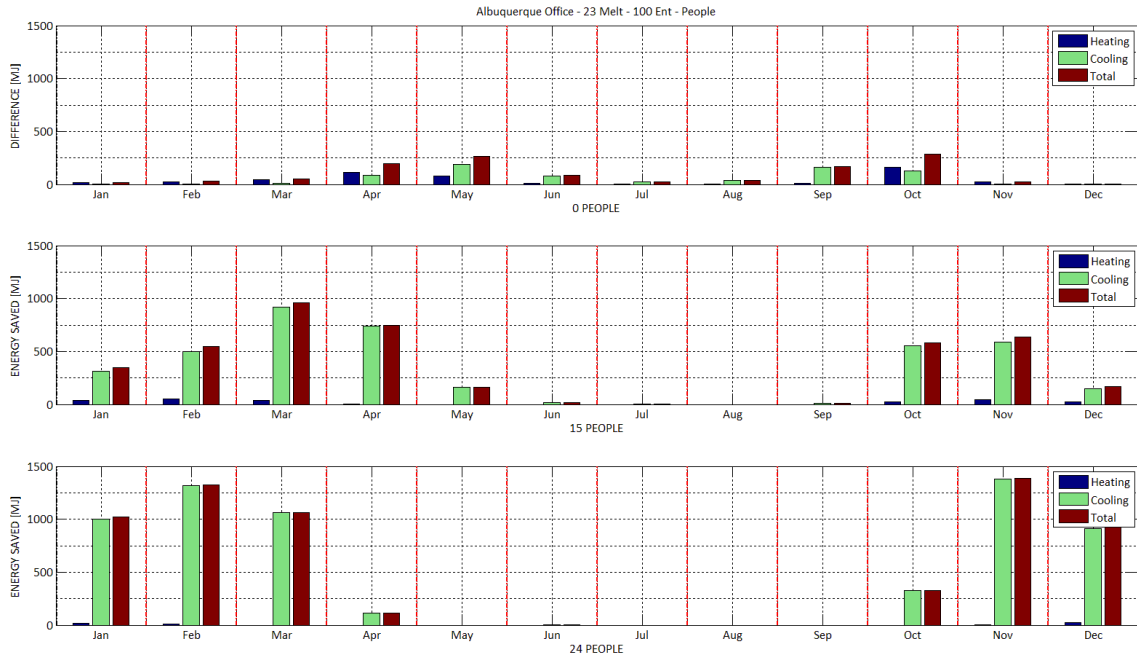 Albuquerque Office - 23 Melt - 100 Ent - People
1500
1000
500
0
DIFFERENCE [MJ]
Heating
Cooling
Total
Jan Feb Mar Apr May Jun Jul Aug Sep Oct Nov Dec
0 PEOPLE
1500
1000
500
0
ENERGY SAVED [MJ]
Heating
Cooling
Total
Jan Feb Mar Apr May Jun Jul Aug Sep Oct Nov Dec
15 PEOPLE
1500
1000
500
0
ENERGY SAVED [MJ]
Heating
Cooling
Total
Jan Feb Mar Apr May Jun Jul Aug Sep Oct Nov Dec
24 PEOPLE